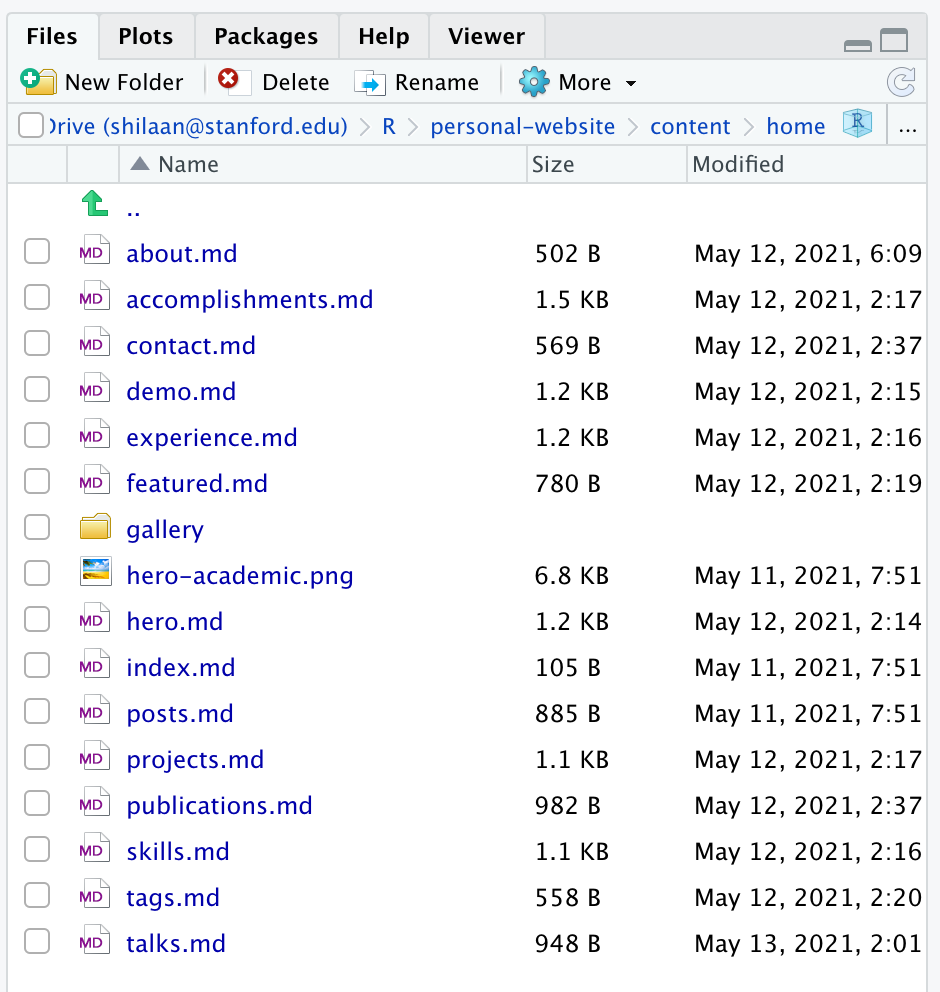 Files Plots Packages Help Viewer
New Folder Delete Rename More
Drive (shilaan@stanford.edu) R personal-website content home R ...
Name Size Modified
..
MD about.md 502 B May 12, 2021, 6:09
MD accomplishments.md 1.5 KB May 12, 2021, 2:17
MD contact.md 569 B May 12, 2021, 2:37
MD demo.md 1.2 KB May 12, 2021, 2:15
MD experience.md 1.2 KB May 12, 2021, 2:16
MD featured.md 780 B May 12, 2021, 2:19
gallery
hero-academic.png 6.8 KB May 11, 2021, 7:51
MD hero.md 1.2 KB May 12, 2021, 2:14
MD index.md 105 B May 11, 2021, 7:51
MD posts.md 885 B May 11, 2021, 7:51
MD projects.md 1.1 KB May 12, 2021, 2:17
MD publications.md 982 B May 12, 2021, 2:37
MD skills.md 1.1 KB May 12, 2021, 2:16
MD tags.md 558 B May 12, 2021, 2:20
MD talks.md 948 B May 13, 2021, 2:01